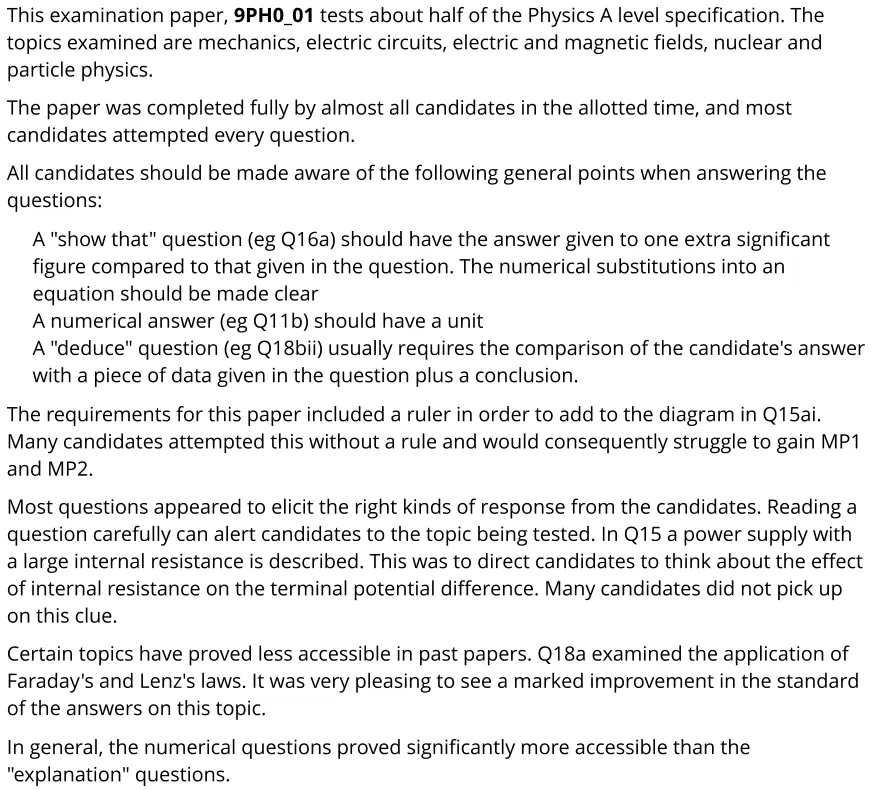 This examination paper, 9PH0_01 tests about half of the Physics A level specification. The
topics examined are mechanics, electric circuits, electric and magnetic fields, nuclear and
particle physics.
The paper was completed fully by almost all candidates in the allotted time, and most
candidates attempted every question.
All candidates should be made aware of the following general points when answering the
questions:
A "show that" question (eg Q16a) should have the answer given to one extra significant
figure compared to that given in the question. The numerical substitutions into an
equation should be made clear
A numerical answer (eg Q11b) should have a unit
A "deduce" question (eg Q18bii) usually requires the comparison of the candidate's answer
with a piece of data given in the question plus a conclusion.
The requirements for this paper included a ruler in order to add to the diagram in Q15ai.
Many candidates attempted this without a rule and would consequently struggle to gain MP1
and MP2.
Most questions appeared to elicit the right kinds of response from the candidates. Reading a
question carefully can alert candidates to the topic being tested. In Q15 a power supply with
a large internal resistance is described. This was to direct candidates to think about the effect
of internal resistance on the terminal potential difference. Many candidates did not pick up
on this clue.
Certain topics have proved less accessible in past papers. Q18a examined the application of
Faraday's and Lenz's laws. It was very pleasing to see a marked improvement in the standard
of the answers on this topic.
In general, the numerical questions proved significantly more accessible than the
"explanation" questions.